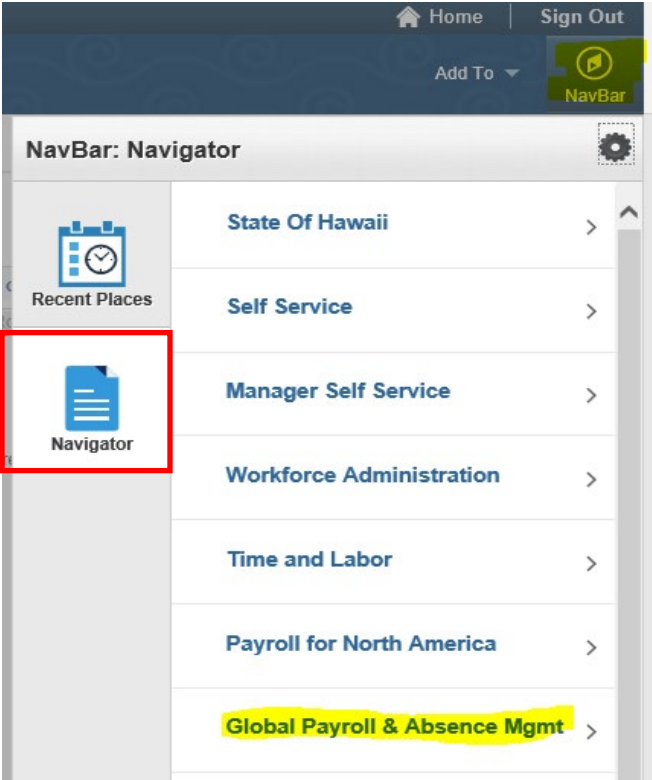 Home
Sign Out
Add To
NavBar
NavBar: Navigator
State Of Hawaii
Recent Places
Self Service
Manager Self Service
Navigator
Workforce Administration
Time and Labor
Payroll for North America
Global Payroll & Absence Mgmt